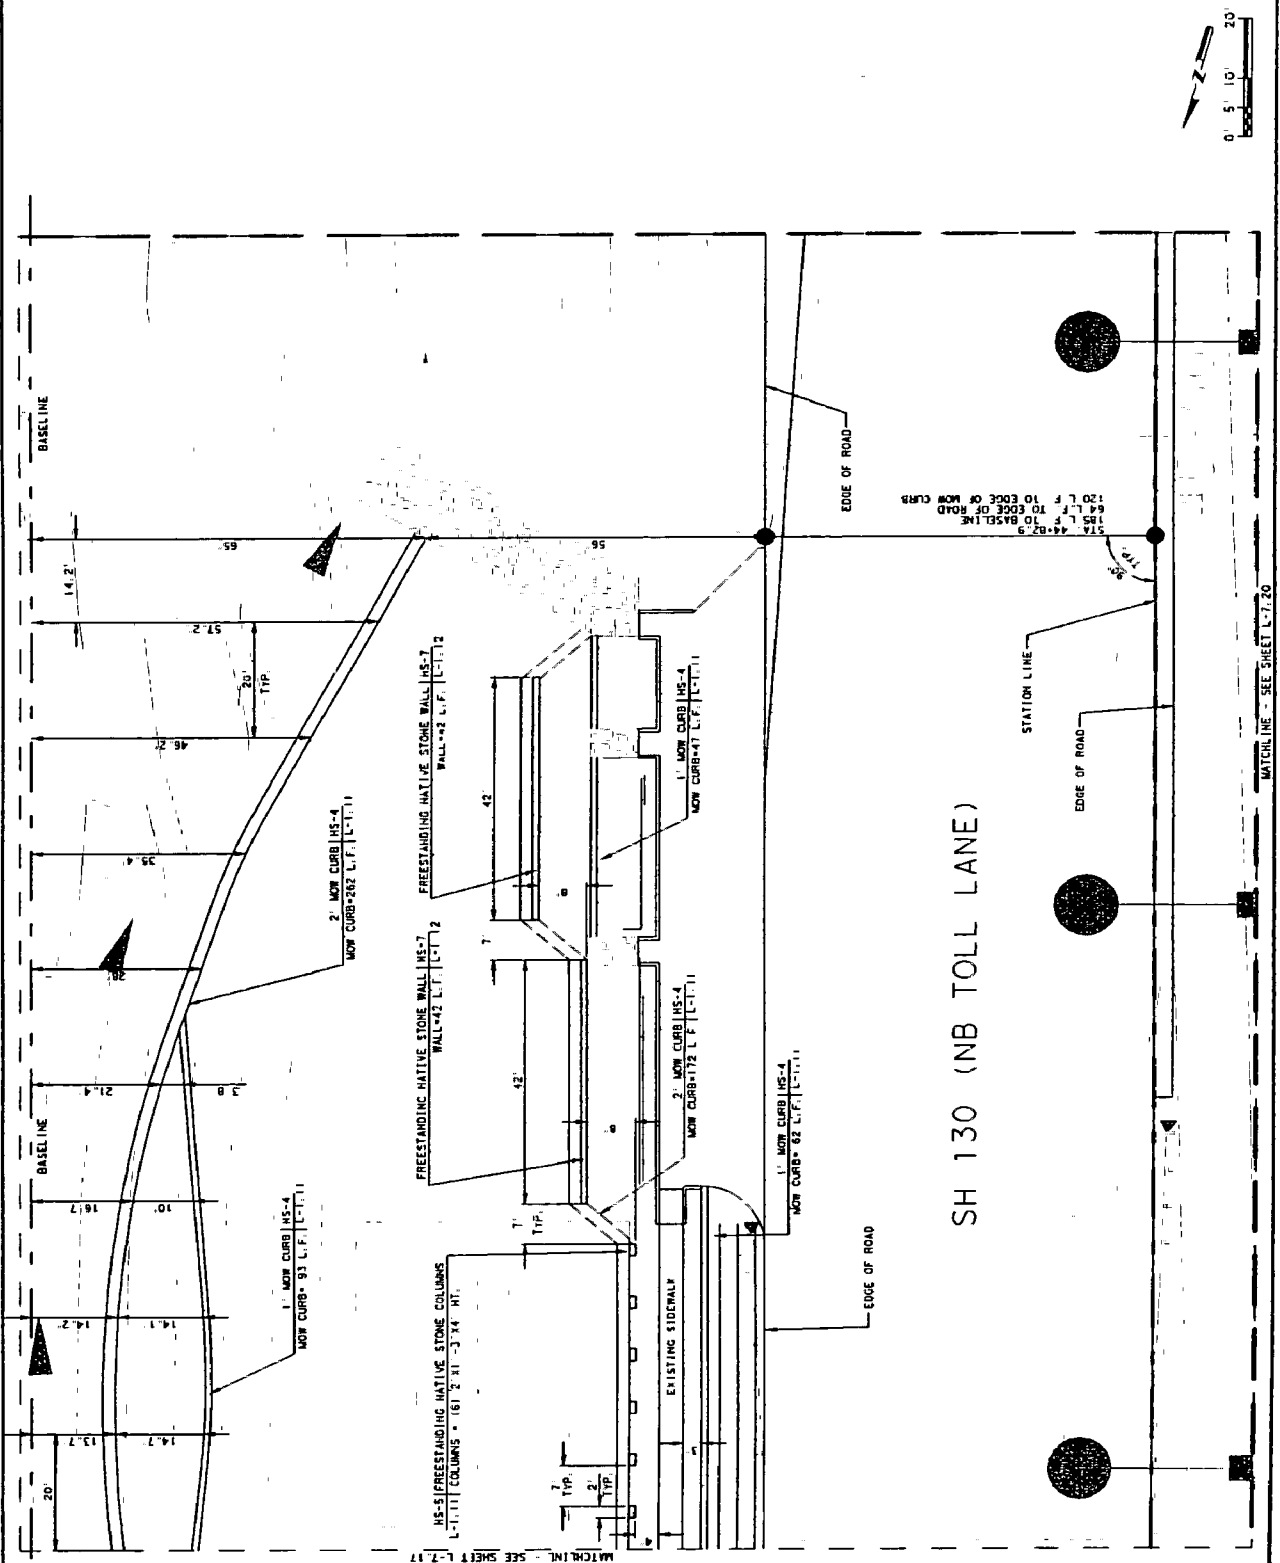 N
0' 5' 10' 20'
BASELINE
14.2'
65'
56'
57.2'
20'
TYP.
46.2'
35.4'
28'
21.4'
3.8
16.7
10'
14.2'
14.1'
13.7'
14.7'
20'
BASELINE
2' MOW CURB HS-4
MOW CURB=262 L.F. L-1.11
1' MOW CURB HS-4
MOW CURB= 93 L.F. L-1.11
FREESTANDING NATIVE STONE WALL HS-7
WALL=42 L.F. L-1.12
42'
8'
7'
1' MOW CURB HS-4
MOW CURB=47 L.F. L-1.11
FREESTANDING NATIVE STONE WALL HS-7
WALL=42 L.F. L-1.12
42'
8'
7'
TYP.
2' MOW CURB HS-4
MOW CURB=172 L.F. L-1.11
1' MOW CURB HS-4
MOW CURB= 62 L.F. L-1.11
HS-5 FREESTANDING NATIVE STONE COLUMNS
L-1.11 COLUMNS = (6) 2' X1'-3"X4' HT.
EXISTING SIDEWALK
7'
TYP.
2'
TYP.
4'
EDGE OF ROAD
EDGE OF ROAD
STA. 44+82.9
185 L.F. TO BASELINE
64 L.F. TO EDGE OF ROAD
120 L.F. TO EDGE OF MOW CURB
90°
TYP.
STATION LINE
EDGE OF ROAD
SH 130 (NB TOLL LANE)
MATCHLINE - SEE SHEET L-7.20
MATCHLINE - SEE SHEET L-7.17